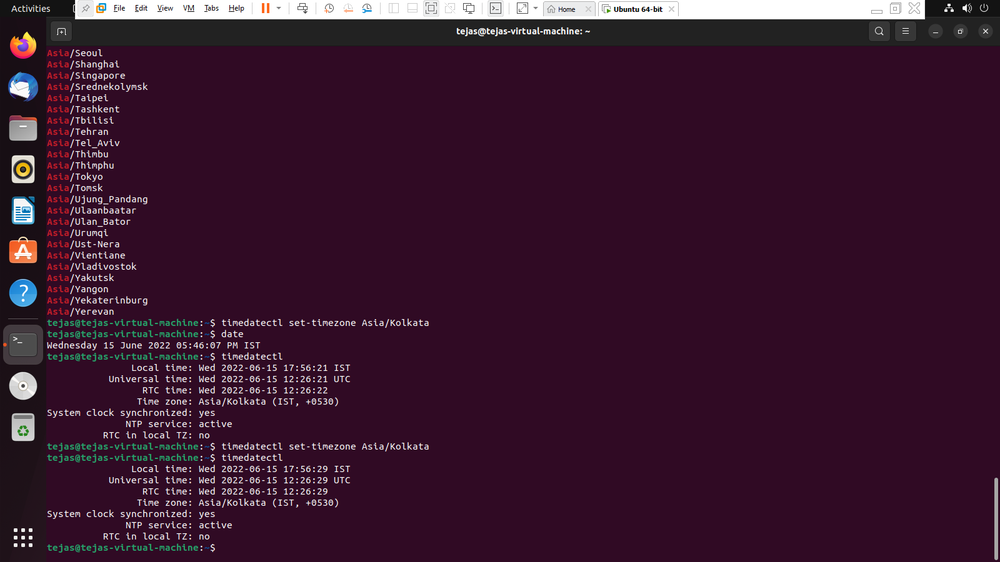 Activities
File Edit View VM Tabs Help
Home
Ubuntu 64-bit
tejas@tejas-virtual-machine: ~
Asia/Seoul
Asia/Shanghai
Asia/Singapore
Asia/Srednekolymsk
Asia/Taipei
Asia/Tashkent
Asia/Tbilisi
Asia/Tehran
Asia/Tel_Aviv
Asia/Thimbu
Asia/Thimphu
Asia/Tokyo
Asia/Tomsk
Asia/Ujung_Pandang
Asia/Ulaanbaatar
Asia/Ulan_Bator
Asia/Urumqi
Asia/Ust-Nera
Asia/Vientiane
Asia/Vladivostok
Asia/Yakutsk
Asia/Yangon
Asia/Yekaterinburg
Asia/Yerevan
tejas@tejas-virtual-machine:~$ timedatectl set-timezone Asia/Kolkata
tejas@tejas-virtual-machine:~$ date
Wednesday 15 June 2022 05:46:07 PM IST
tejas@tejas-virtual-machine:~$ timedatectl
Local time: Wed 2022-06-15 17:56:21 IST
Universal time: Wed 2022-06-15 12:26:21 UTC
RTC time: Wed 2022-06-15 12:26:22
Time zone: Asia/Kolkata (IST, +0530)
System clock synchronized: yes
NTP service: active
RTC in local TZ: no
tejas@tejas-virtual-machine:~$ timedatectl set-timezone Asia/Kolkata
tejas@tejas-virtual-machine:~$ timedatectl
Local time: Wed 2022-06-15 17:56:29 IST
Universal time: Wed 2022-06-15 12:26:29 UTC
RTC time: Wed 2022-06-15 12:26:29
Time zone: Asia/Kolkata (IST, +0530)
System clock synchronized: yes
NTP service: active
RTC in local TZ: no
tejas@tejas-virtual-machine:~$